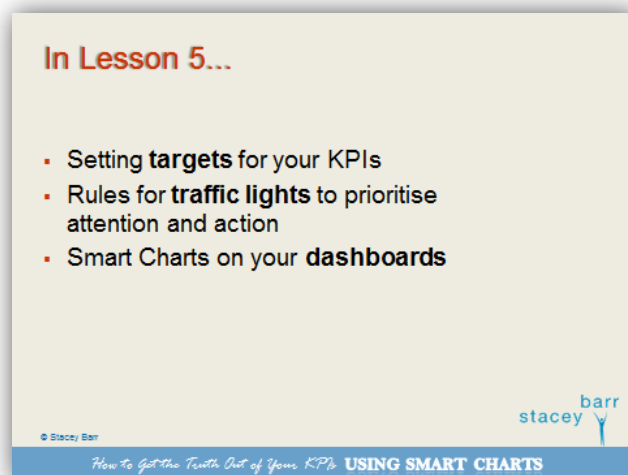 In Lesson 5...
▪ Setting targets for your KPIs
▪ Rules for traffic lights to prioritise
attention and action
▪ Smart Charts on your dashboards
barr
stacey
© Stacey Barr
How to Get the Truth Out of Your KPIs USING SMART CHARTS